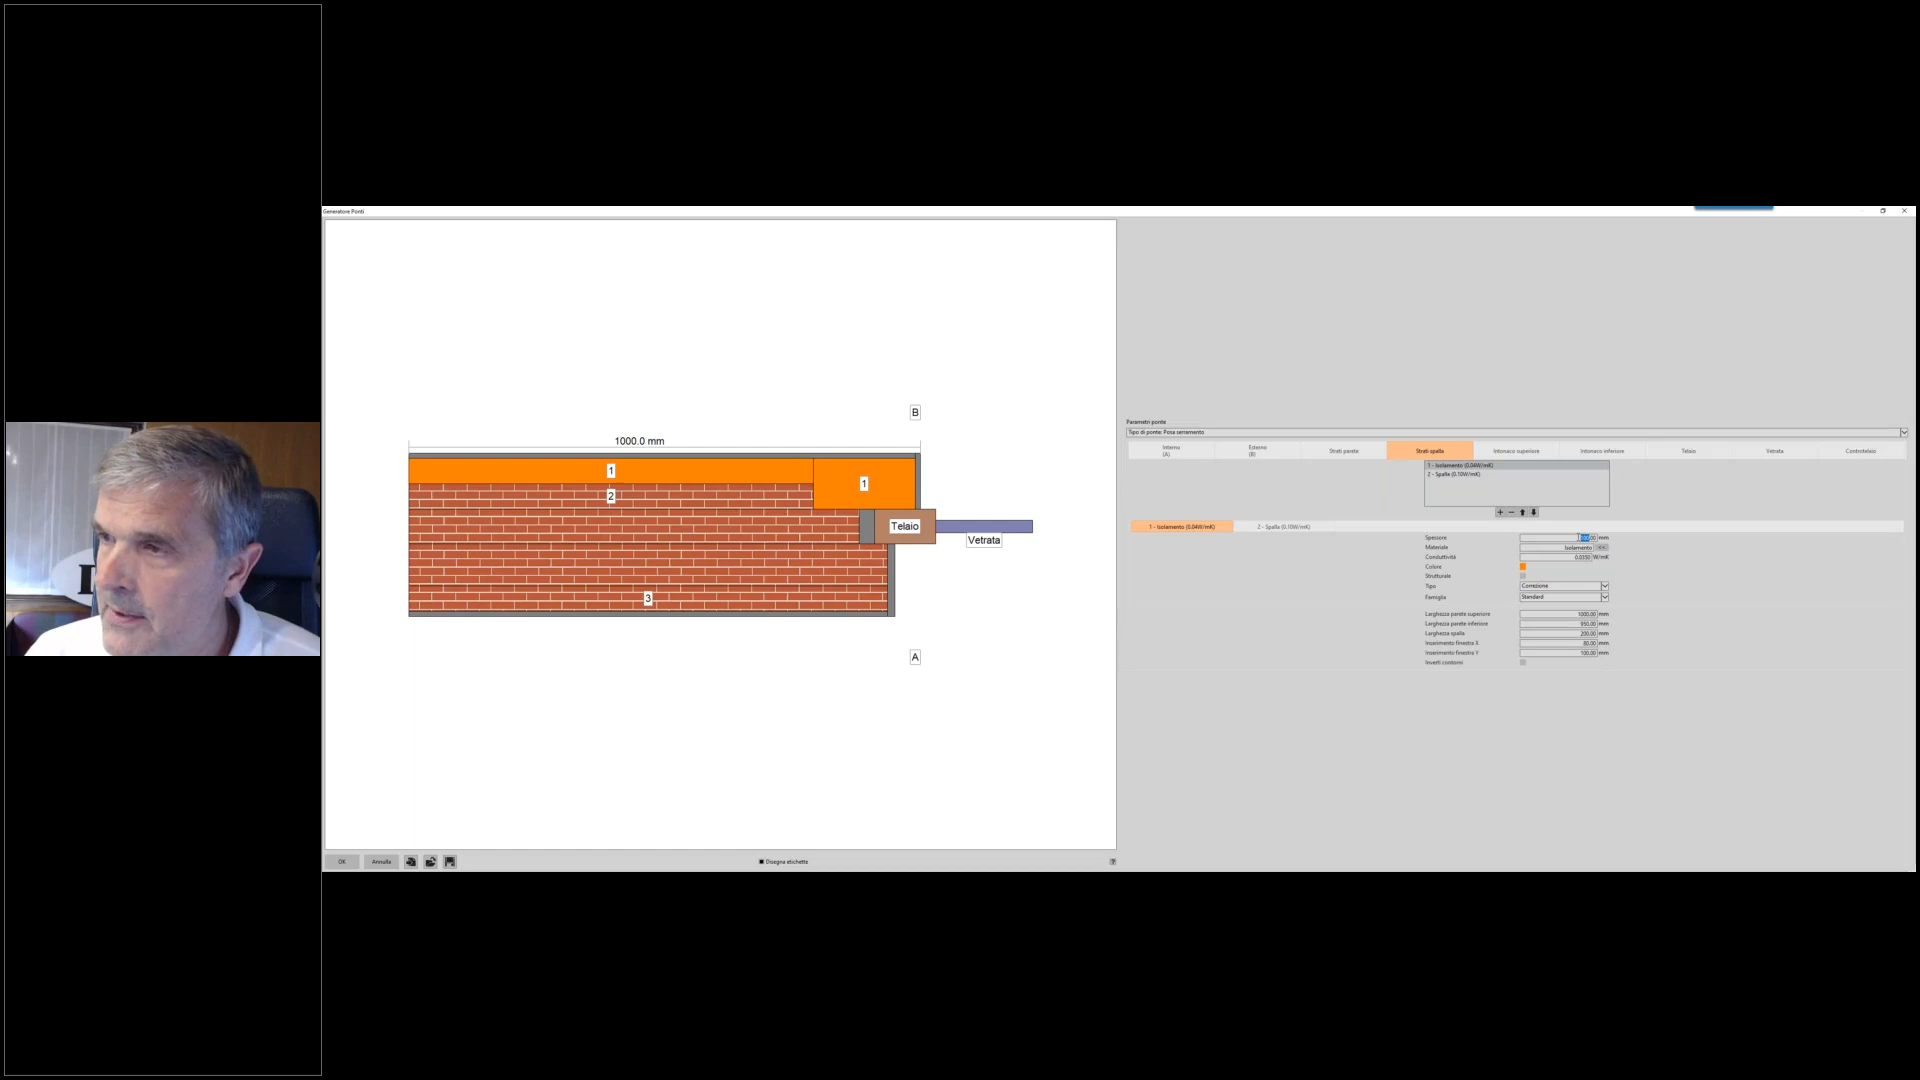 Generatore Ponti
B
1000.0 mm
1
2
1
Telaio
Vetrata
3
A
OK
Annulla
Disegna etichette
Parametri ponte
Tipo di ponte: Posa serramento
Interno
(A)
Esterno
(B)
Strati parete
Strati spalla
Intonaco superiore
Intonaco inferiore
Telaio
Vetrata
Controtelaio
1 - Isolamento (0.04W/mK)
2 - Spalla (0.10W/mK)
1 - Isolamento (0.04W/mK)
2 - Spalla (0.10W/mK)
Spessore
mm
Materiale
Isolamento
<<
Conduttività
0.0350 W/mK
Colore
Strutturale
Tipo
Correzione
Famiglia
Standard
Larghezza parete superiore
1000.00 mm
Larghezza parete inferiore
950.00 mm
Larghezza spalla
200.00 mm
Inserimento finestra X
80.00 mm
Inserimento finestra Y
100.00 mm
Inverti contorni